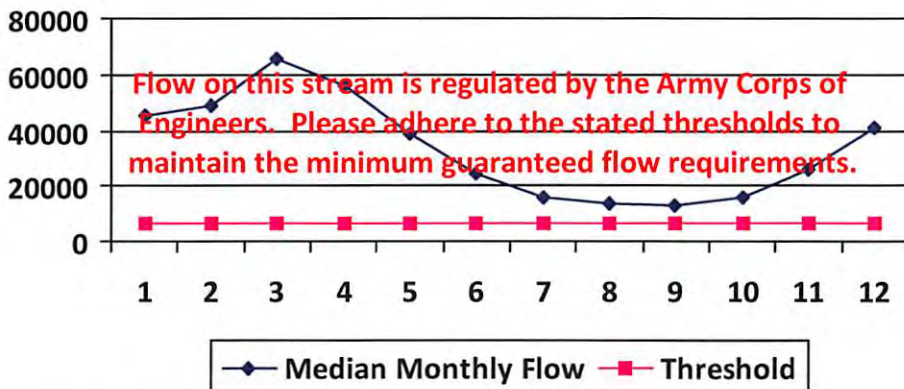 80000
60000
40000
20000
0
Flow on this stream is regulated by the Army Corps of
Engineers. Please adhere to the stated thresholds to
maintain the minimum guaranteed flow requirements.
1 2 3 4 5 6 7 8 9 10 11 12
Median Monthly Flow Threshold